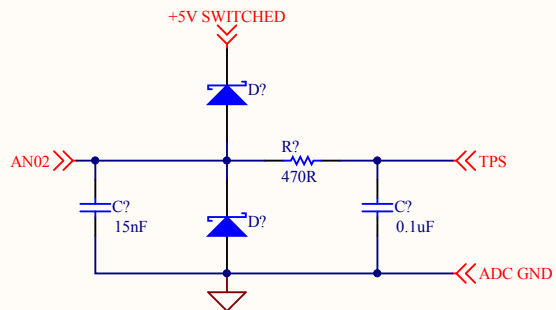 +5V SWITCHED
D?
AN02
R?
470R
TPS
C?
15nF
D?
C?
0.1uF
ADC GND